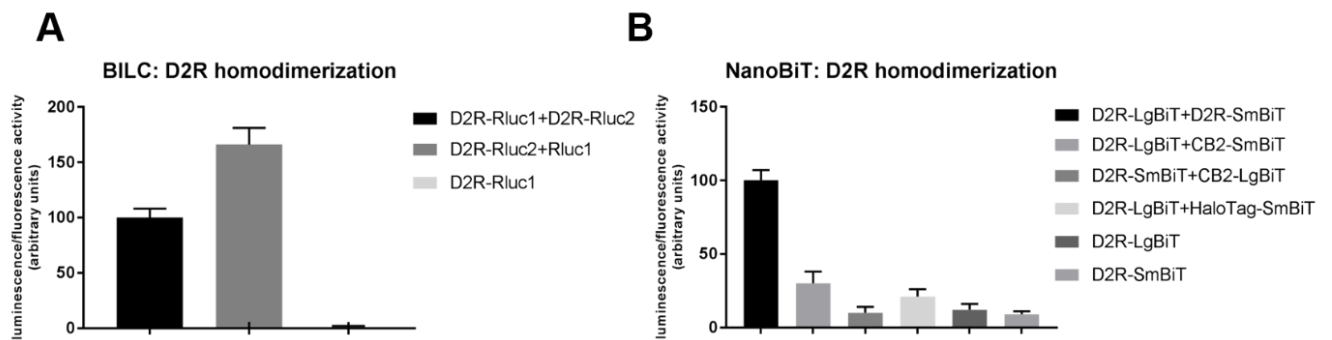 A
BILC: D2R homodimerization
luminescence/fluorescence activity
(arbitrary units)
200
150
100
50
0
D2R-Rluc1+D2R-Rluc2
D2R-Rluc2+Rluc1
D2R-Rluc1
B
NanoBiT: D2R homodimerization
luminescence/fluorescence activity
(arbitrary units)
150
100
50
0
D2R-LgBiT+D2R-SmBiT
D2R-LgBiT+CB2-SmBiT
D2R-SmBiT+CB2-LgBiT
D2R-LgBiT+HaloTag-SmBiT
D2R-LgBiT
D2R-SmBiT